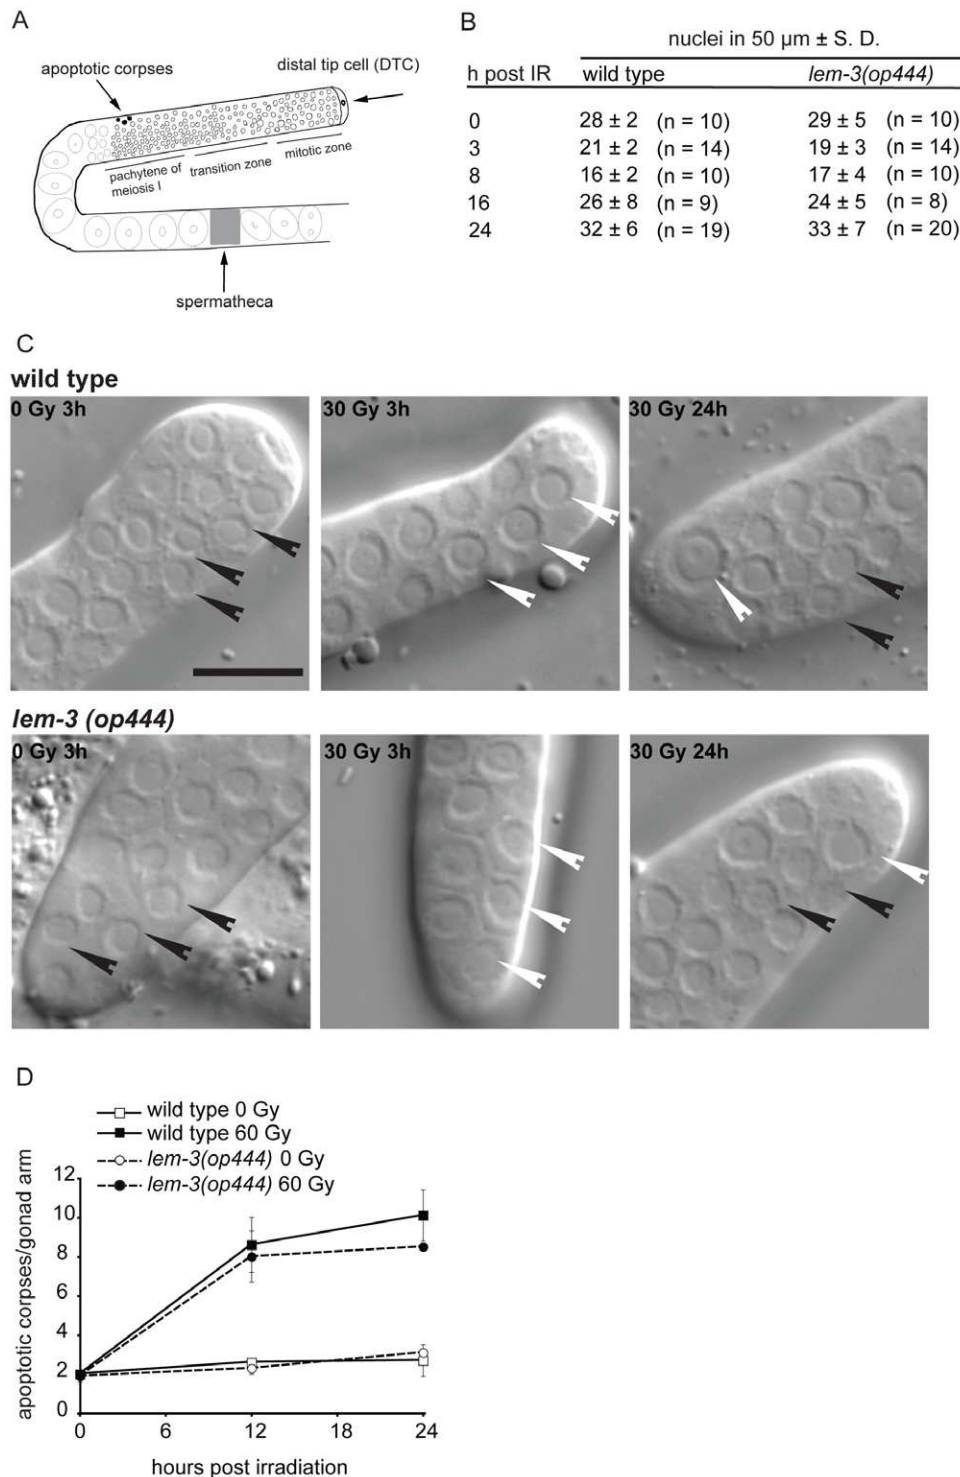 A
apoptotic corpses
distal tip cell (DTC)
pachytene of
meiosis I
transition zone
mitotic zone
spermatheca
B
nuclei in 50 µm ± S. D.
h post IR wild type lem-3(op444)
0 28 ± 2 (n = 10) 29 ± 5 (n = 10)
3 21 ± 2 (n = 14) 19 ± 3 (n = 14)
8 16 ± 2 (n = 10) 17 ± 4 (n = 10)
16 26 ± 8 (n = 9) 24 ± 5 (n = 8)
24 32 ± 6 (n = 19) 33 ± 7 (n = 20)
C
wild type
0 Gy 3h 30 Gy 3h 30 Gy 24h
lem-3 (op444)
0 Gy 3h 30 Gy 3h 30 Gy 24h
D
wild type 0 Gy
wild type 60 Gy
lem-3(op444) 0 Gy
lem-3(op444) 60 Gy
apoptotic corpses/gonad arm
12
10
8
6
4
2
0
0 6 12 18 24
hours post irradiation